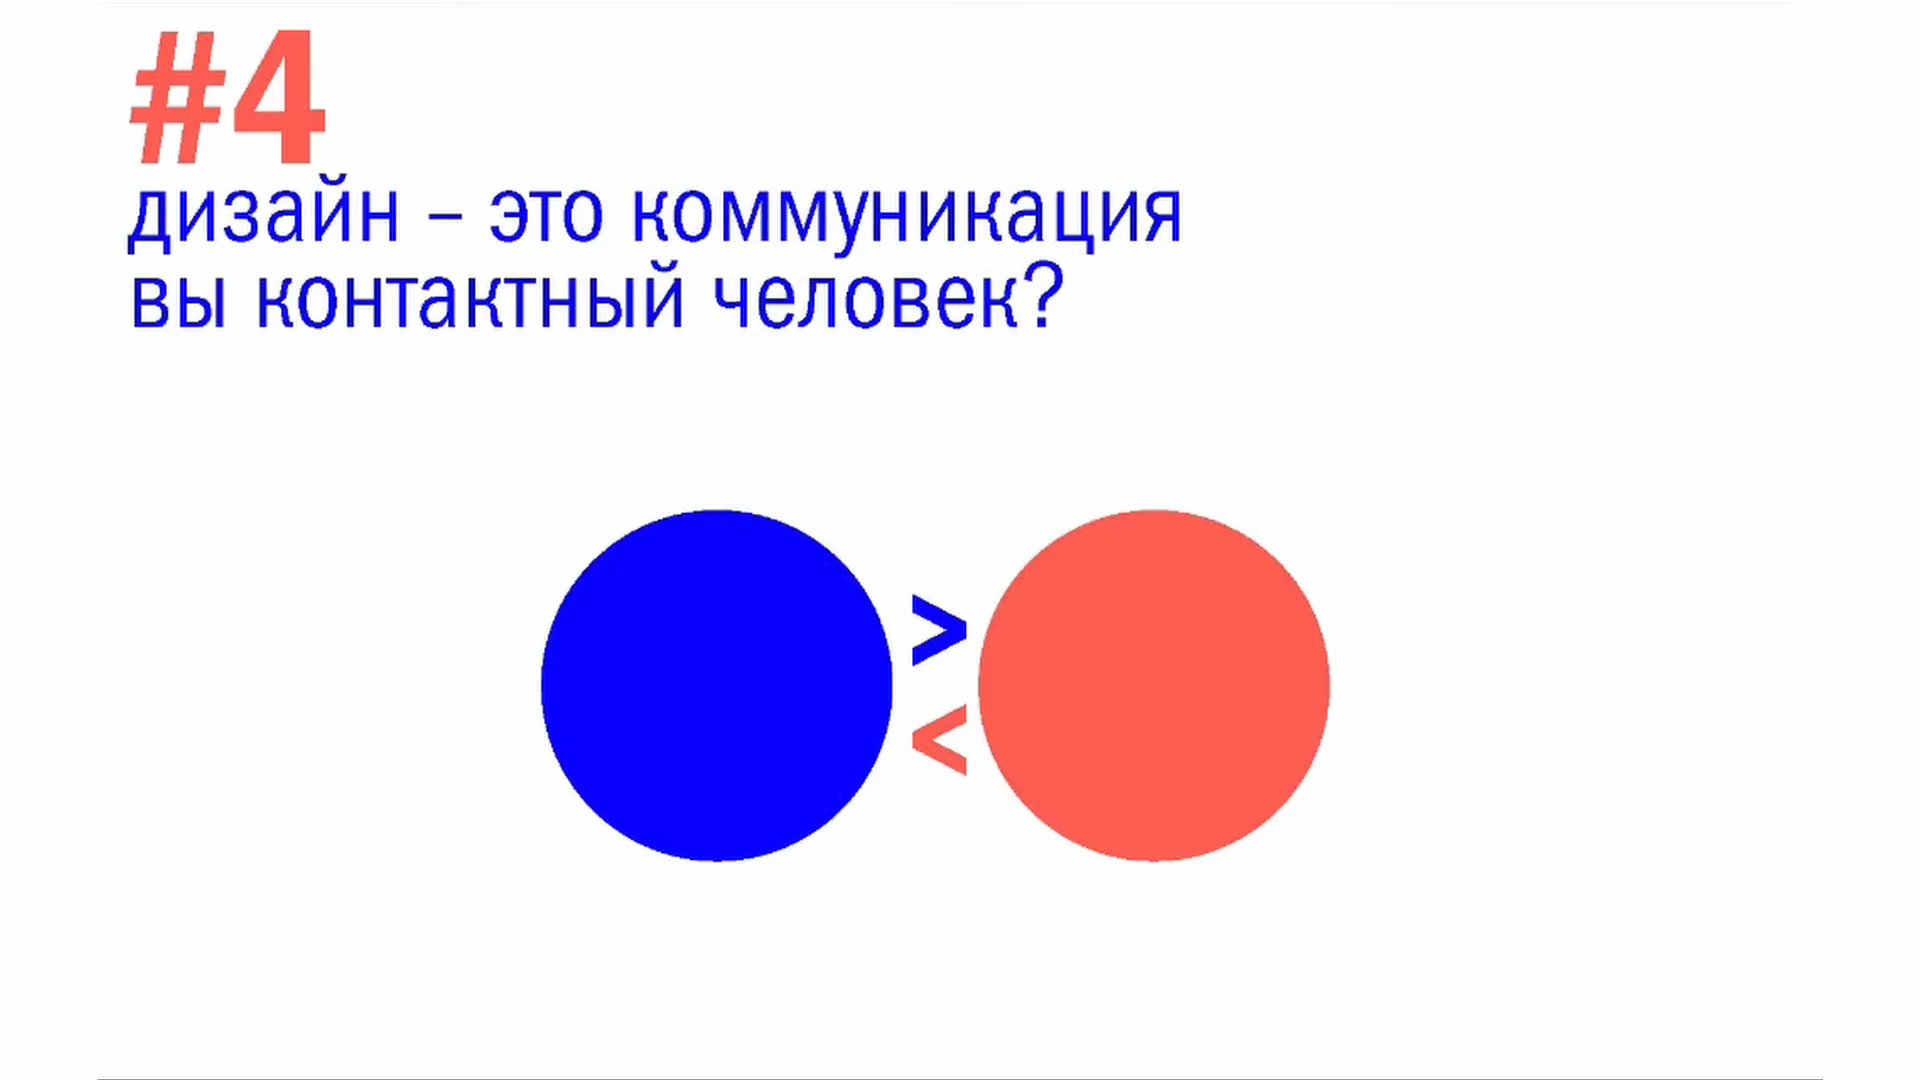 #4
дизайн – это коммуникация
вы контактный человек?
>
<